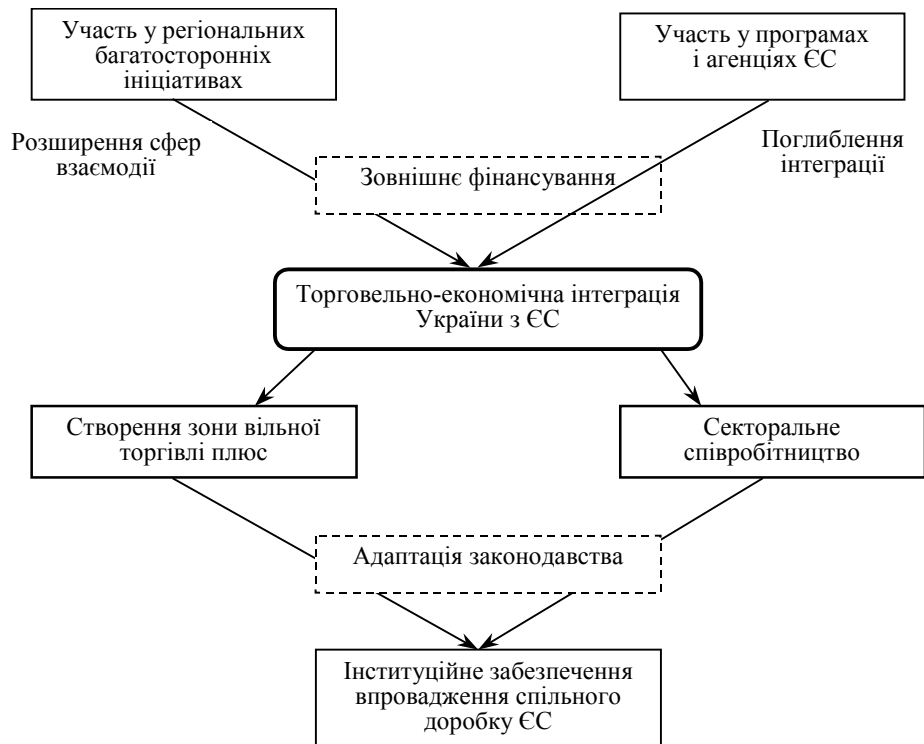 Участь у регіональних
багатосторонніх
ініціативах
Участь у програмах
і агенціях ЄС
Розширення сфер
взаємодії
Поглиблення
інтеграції
Зовнішнє фінансування
Торговельно-економічна інтеграція
України з ЄС
Створення зони вільної
торгівлі плюс
Секторальне
співробітництво
Адаптація законодавства
Інституційне забезпечення
впровадження спільного
доробку ЄС